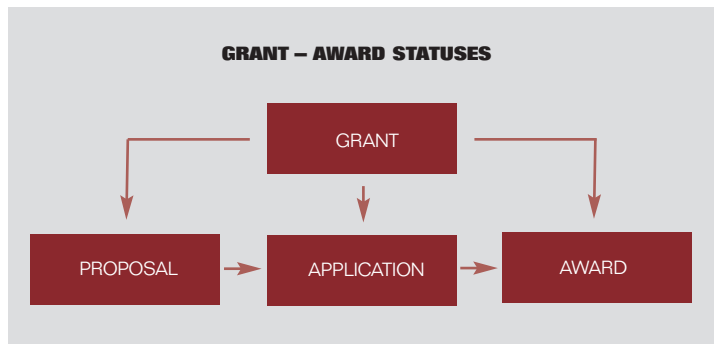 GRANT – AWARD STATUSES
GRANT
PROPOSAL
APPLICATION
AWARD